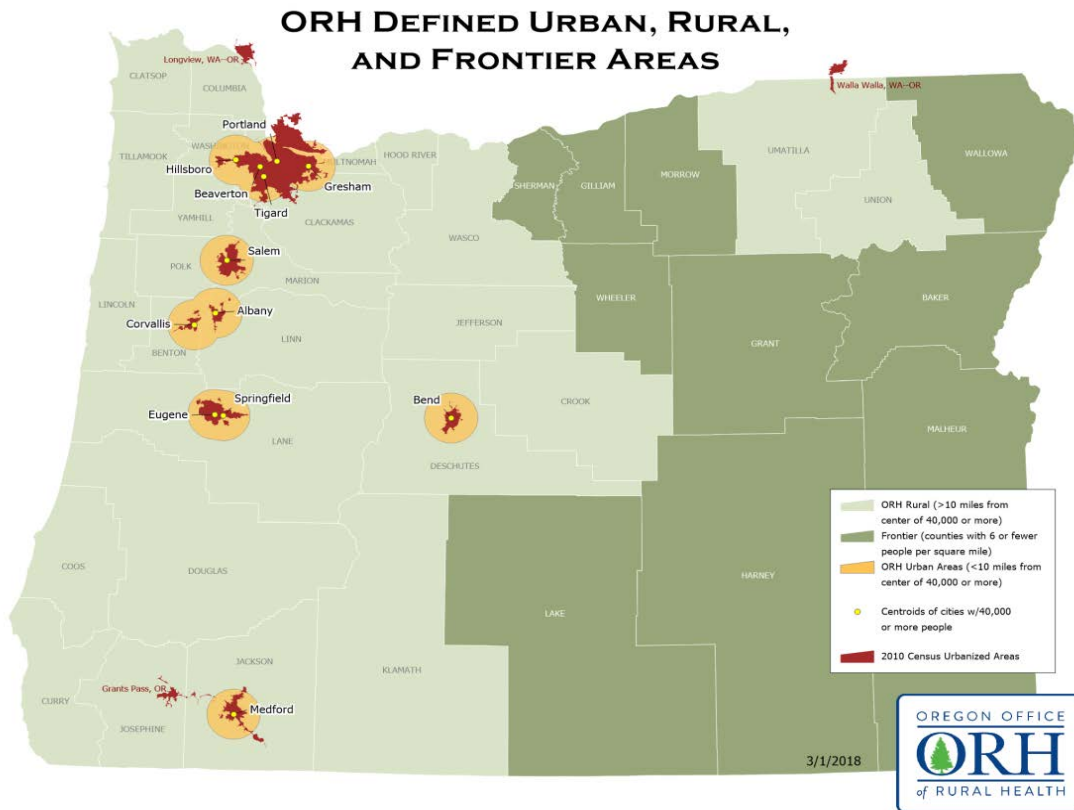 ORH DEFINED URBAN, RURAL,
AND FRONTIER AREAS
Longview, WA--OR
Walla Walla, WA--OR
CLATSOP
COLUMBIA
Portland
WASHINGTON
TILLAMOOK
Hillsboro
MULTNOMAH
HOOD RIVER
UMATILLA
WALLOWA
MORROW
SHERMAN
GILLIAM
Beaverton
Gresham
Tigard
UNION
YAMHILL
CLACKAMAS
WASCO
Salem
POLK
MARION
WHEELER
BAKER
LINCOLN
Albany
Corvallis
JEFFERSON
LINN
GRANT
BENTON
Springfield
Eugene
Bend
CROOK
LANE
MALHEUR
DESCHUTES
ORH Rural (>10 miles from
center of 40,000 or more)
Frontier (counties with 6 or fewer
people per square mile)
ORH Urban Areas (<10 miles from
center of 40,000 or more)
Centroids of cities w/40,000
or more people
2010 Census Urbanized Areas
COOS
DOUGLAS
HARNEY
LAKE
JACKSON
KLAMATH
Grants Pass, OR
CURRY
Medford
JOSEPHINE
3/1/2018
OREGON OFFICE
ORH
of RURAL HEALTH